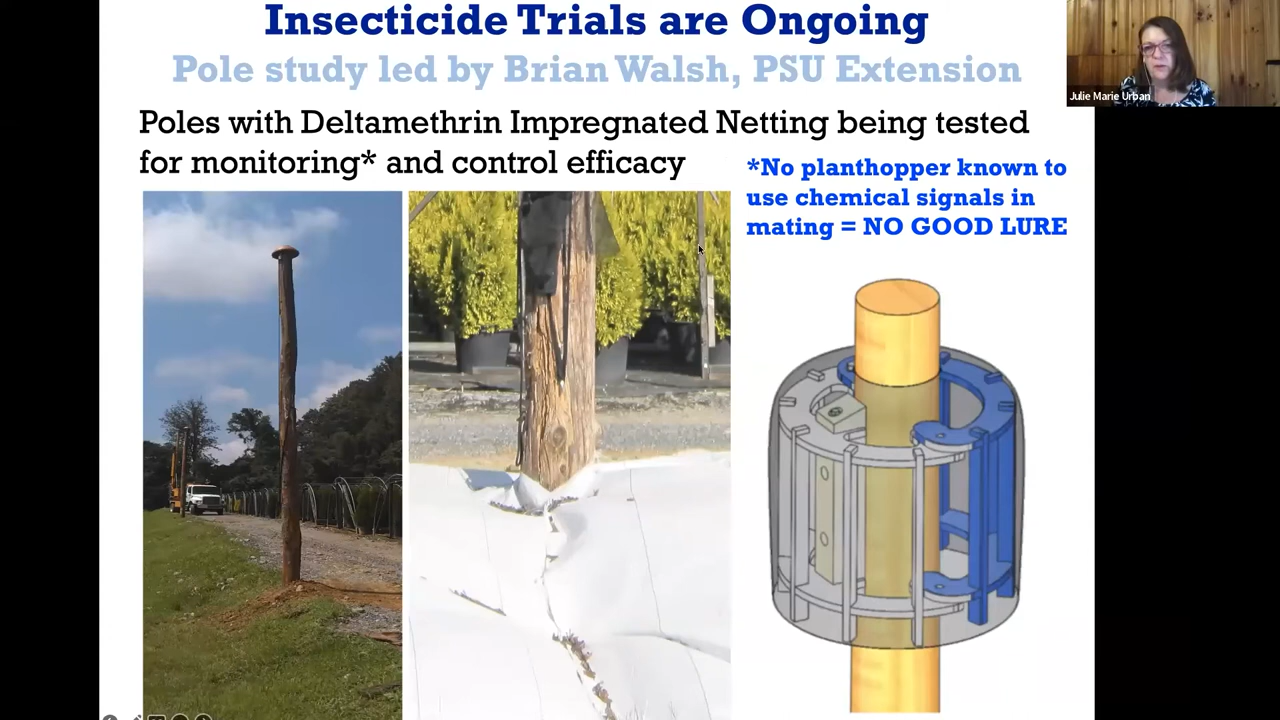 Insecticide Trials are Ongoing
Pole study led by Brian Walsh, PSU Extension
Poles with Deltamethrin Impregnated Netting being tested
for monitoring* and control efficacy
*No planthopper known to
use chemical signals in
mating = NO GOOD LURE
Julie Marie Urban